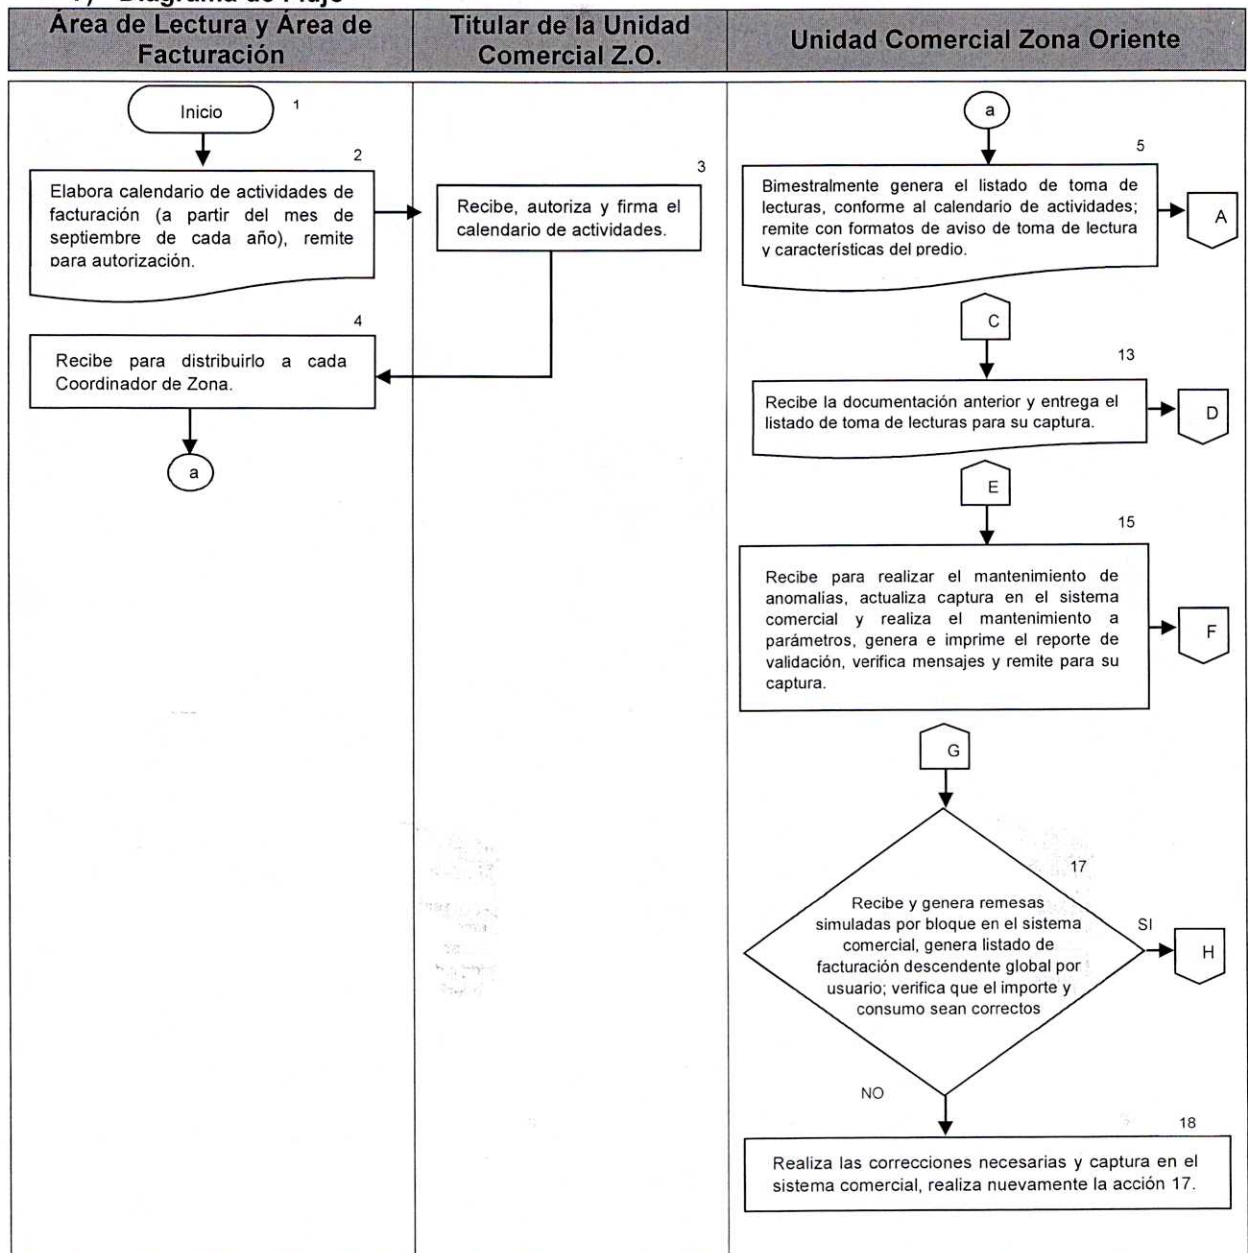 Diagrama de Flujo
Área de Lectura y Área de
Facturación
Titular de la Unidad
Comercial Z.O.
Unidad Comercial Zona Oriente
Inicio
1
2
Elabora calendario de actividades de
facturación (a partir del mes de
septiembre de cada año), remite
para autorización.
3
Recibe, autoriza y firma el
calendario de actividades.
4
Recibe para distribuirlo a cada
Coordinador de Zona.
a
a
5
Bimestralmente genera el listado de toma de
lecturas, conforme al calendario de actividades;
remite con formatos de aviso de toma de lectura
y características del predio.
A
C
13
Recibe la documentación anterior y entrega el
listado de toma de lecturas para su captura.
D
E
15
Recibe para realizar el mantenimiento de
anomalías, actualiza captura en el sistema
comercial y realiza el mantenimiento a
parámetros, genera e imprime el reporte de
validación, verifica mensajes y remite para su
captura.
F
G
17
Recibe y genera remesas
simuladas por bloque en el sistema
comercial, genera listado de
facturación descendente global por
usuario; verifica que el importe y
consumo sean correctos
SI
H
NO
18
Realiza las correcciones necesarias y captura en el
sistema comercial, realiza nuevamente la acción 17.